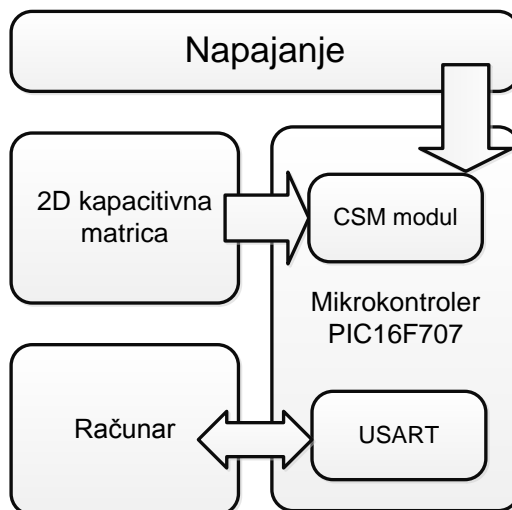 Napajanje
2D kapacitivna
matrica
CSM modul
Mikrokontroler
PIC16F707
Računar
USART